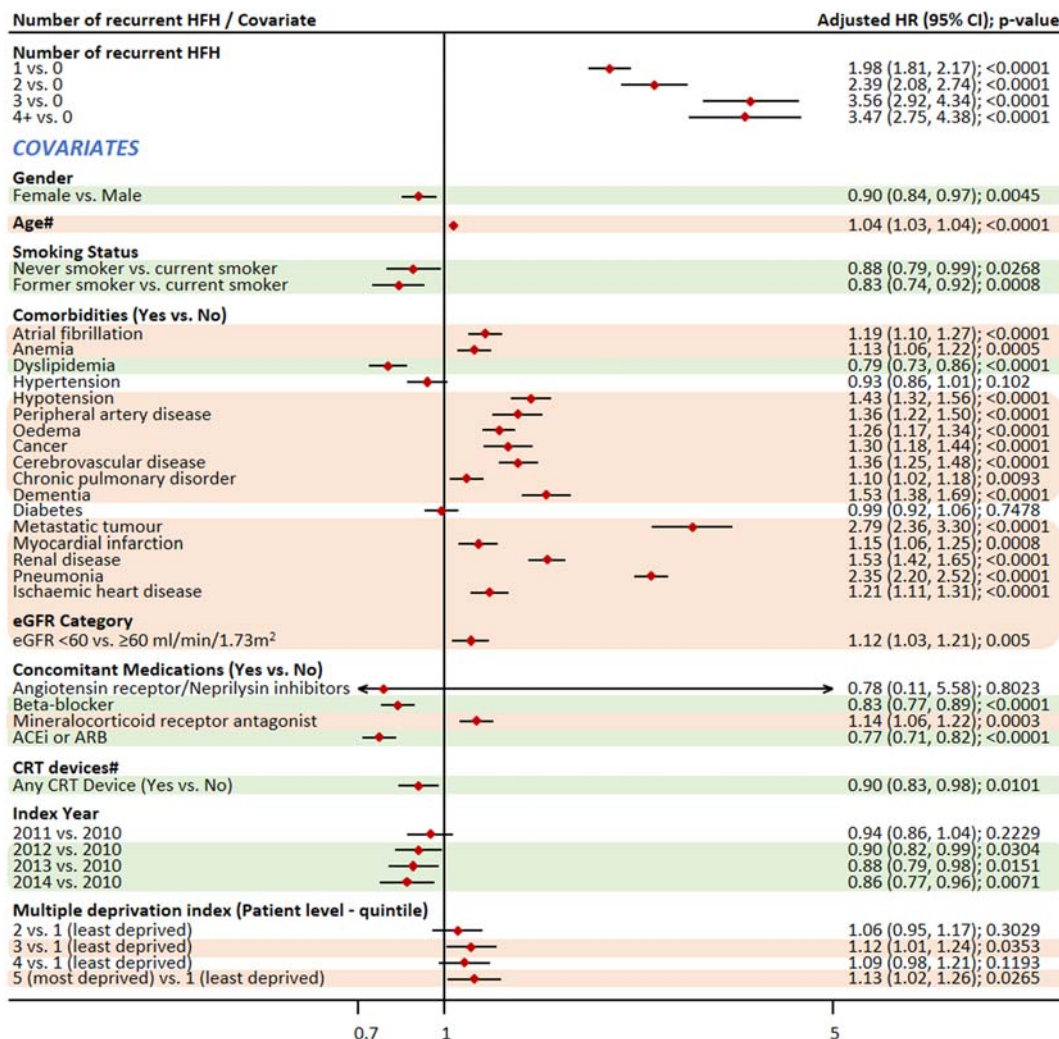 Number of recurrent HFH / Covariate Adjusted HR (95% CI); p-value
Number of recurrent HFH
1 vs. 0 1.98 (1.81, 2.17); <0.0001
2 vs. 0 2.39 (2.08, 2.74); <0.0001
3 vs. 0 3.56 (2.92, 4.34); <0.0001
4+ vs. 0 3.47 (2.75, 4.38); <0.0001
COVARIATES
Gender
Female vs. Male 0.90 (0.84, 0.97); 0.0045
Age# 1.04 (1.03, 1.04); <0.0001
Smoking Status
Never smoker vs. current smoker 0.88 (0.79, 0.99); 0.0268
Former smoker vs. current smoker 0.83 (0.74, 0.92); 0.0008
Comorbidities (Yes vs. No)
Atrial fibrillation 1.19 (1.10, 1.27); <0.0001
Anemia 1.13 (1.06, 1.22); 0.0005
Dyslipidemia 0.79 (0.73, 0.86); <0.0001
Hypertension 0.93 (0.86, 1.01); 0.102
Hypotension 1.43 (1.32, 1.56); <0.0001
Peripheral artery disease 1.36 (1.22, 1.50); <0.0001
Oedema 1.26 (1.17, 1.34); <0.0001
Cancer 1.30 (1.18, 1.44); <0.0001
Cerebrovascular disease 1.36 (1.25, 1.48); <0.0001
Chronic pulmonary disorder 1.10 (1.02, 1.18); 0.0093
Dementia 1.53 (1.38, 1.69); <0.0001
Diabetes 0.99 (0.92, 1.06); 0.7478
Metastatic tumour 2.79 (2.36, 3.30); <0.0001
Myocardial infarction 1.15 (1.06, 1.25); 0.0008
Renal disease 1.53 (1.42, 1.65); <0.0001
Pneumonia 2.35 (2.20, 2.52); <0.0001
Ischaemic heart disease 1.21 (1.11, 1.31); <0.0001
eGFR Category
eGFR <60 vs. ≥60 ml/min/1.73m² 1.12 (1.03, 1.21); 0.005
Concomitant Medications (Yes vs. No)
Angiotensin receptor/Neprilysin inhibitors 0.78 (0.11, 5.58); 0.8023
Beta-blocker 0.83 (0.77, 0.89); <0.0001
Mineralocorticoid receptor antagonist 1.14 (1.06, 1.22); 0.0003
ACEi or ARB 0.77 (0.71, 0.82); <0.0001
CRT devices#
Any CRT Device (Yes vs. No) 0.90 (0.83, 0.98); 0.0101
Index Year
2011 vs. 2010 0.94 (0.86, 1.04); 0.2229
2012 vs. 2010 0.90 (0.82, 0.99); 0.0304
2013 vs. 2010 0.88 (0.79, 0.98); 0.0151
2014 vs. 2010 0.86 (0.77, 0.96); 0.0071
Multiple deprivation index (Patient level - quintile)
2 vs. 1 (least deprived) 1.06 (0.95, 1.17); 0.3029
3 vs. 1 (least deprived) 1.12 (1.01, 1.24); 0.0353
4 vs. 1 (least deprived) 1.09 (0.98, 1.21); 0.1193
5 (most deprived) vs. 1 (least deprived) 1.13 (1.02, 1.26); 0.0265
0.7 1 5